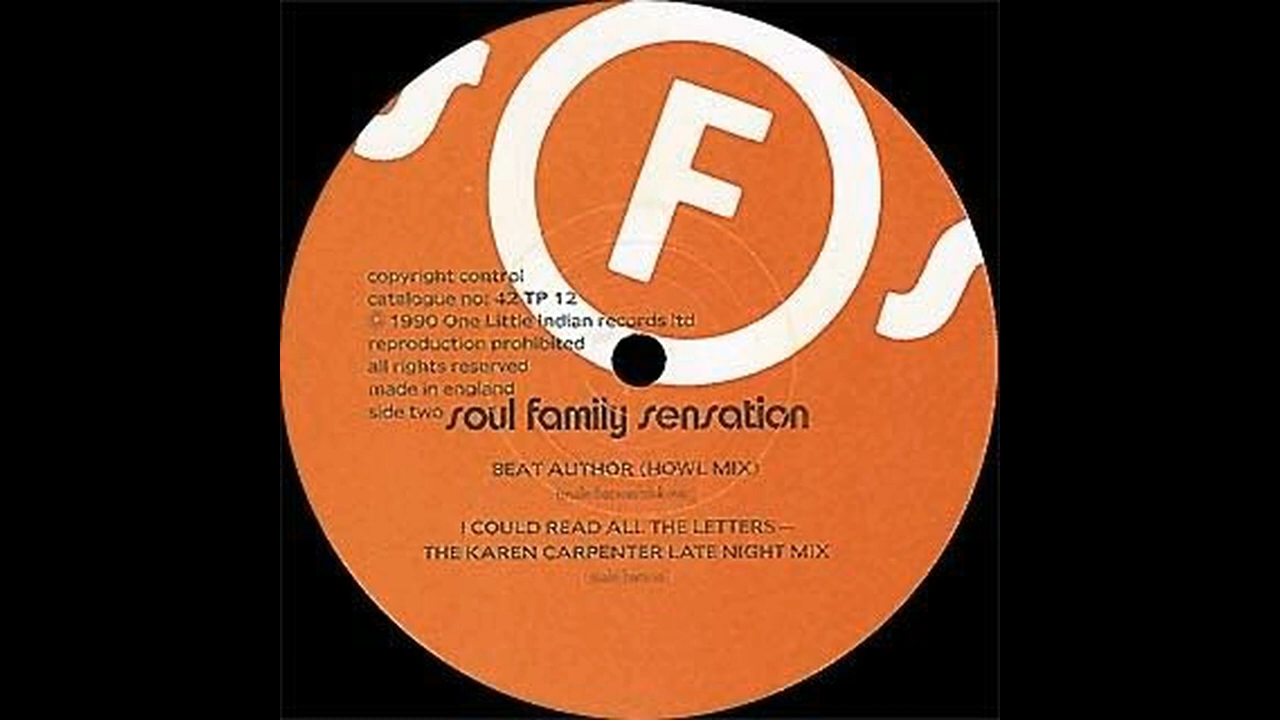 S F S
copyright control
catalogue no: 42 TP 12
© 1990 One Little Indian records ltd
reproduction prohibited
all rights reserved
made in england
side two
soul family sensation
BEAT AUTHOR (HOWL MIX)
I COULD READ ALL THE LETTERS —
THE KAREN CARPENTER LATE NIGHT MIX